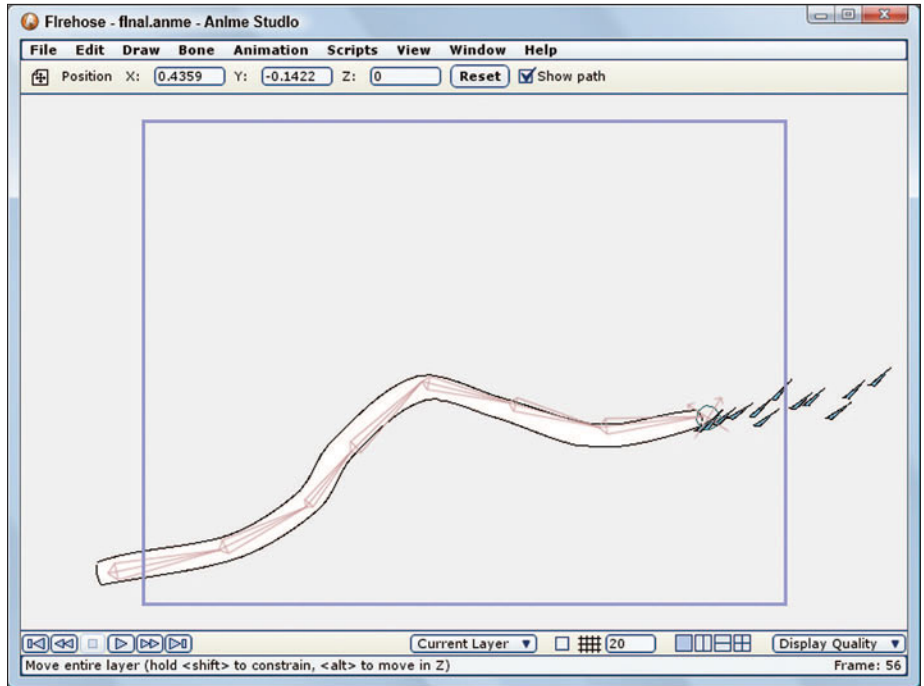 Firehose - final.anme - Anime Studio
File Edit Draw Bone Animation Scripts View Window Help
Position X: 0.4359 Y: -0.1422 Z: 0 Reset Show path
Current Layer 20 Display Quality
Move entire layer (hold <shift> to constrain, <alt> to move in Z) Frame: 56